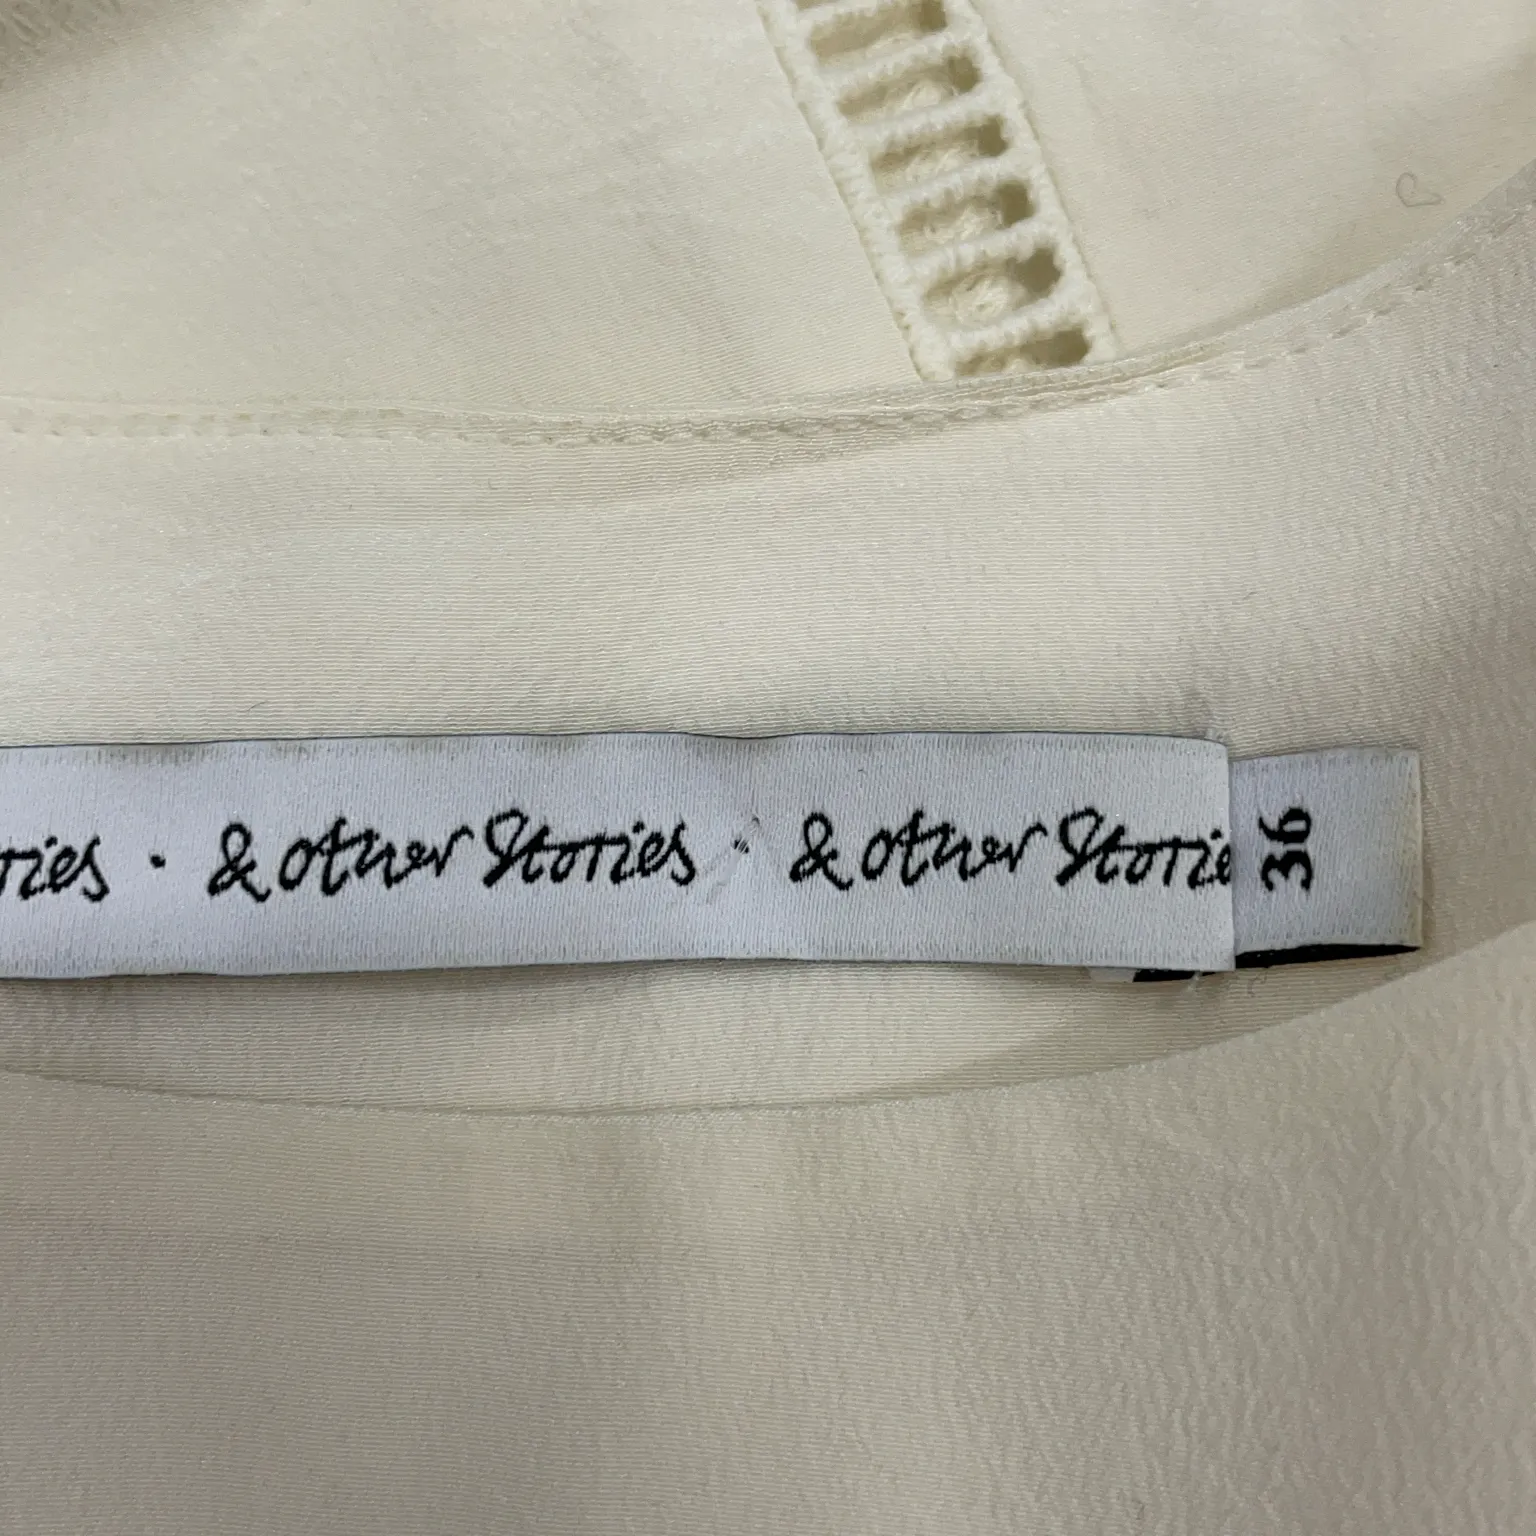 ries · & other Stories · & other Storie
36